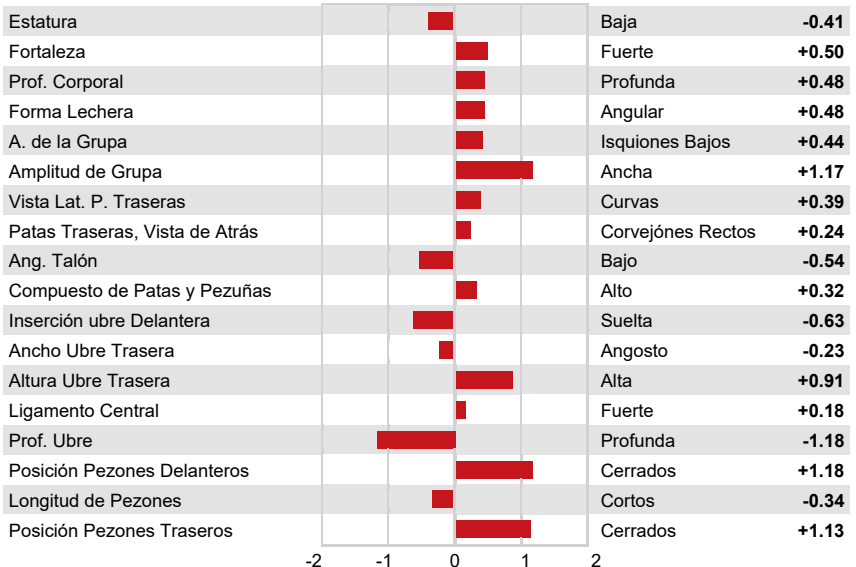 Estatura Baja -0.41
Fortaleza Fuerte +0.50
Prof. Corporal Profunda +0.48
Forma Lechera Angular +0.48
A. de la Grupa Isquiones Bajos +0.44
Amplitud de Grupa Ancha +1.17
Vista Lat. P. Traseras Curvas +0.39
Patas Traseras, Vista de Atrás Corvejónes Rectos +0.24
Ang. Talón Bajo -0.54
Compuesto de Patas y Pezuñas Alto +0.32
Inserción ubre Delantera Suelta -0.63
Ancho Ubre Trasera Angosto -0.23
Altura Ubre Trasera Alta +0.91
Ligamento Central Fuerte +0.18
Prof. Ubre Profunda -1.18
Posición Pezones Delanteros Cerrados +1.18
Longitud de Pezones Cortos -0.34
Posición Pezones Traseros Cerrados +1.13
-2 -1 0 1 2